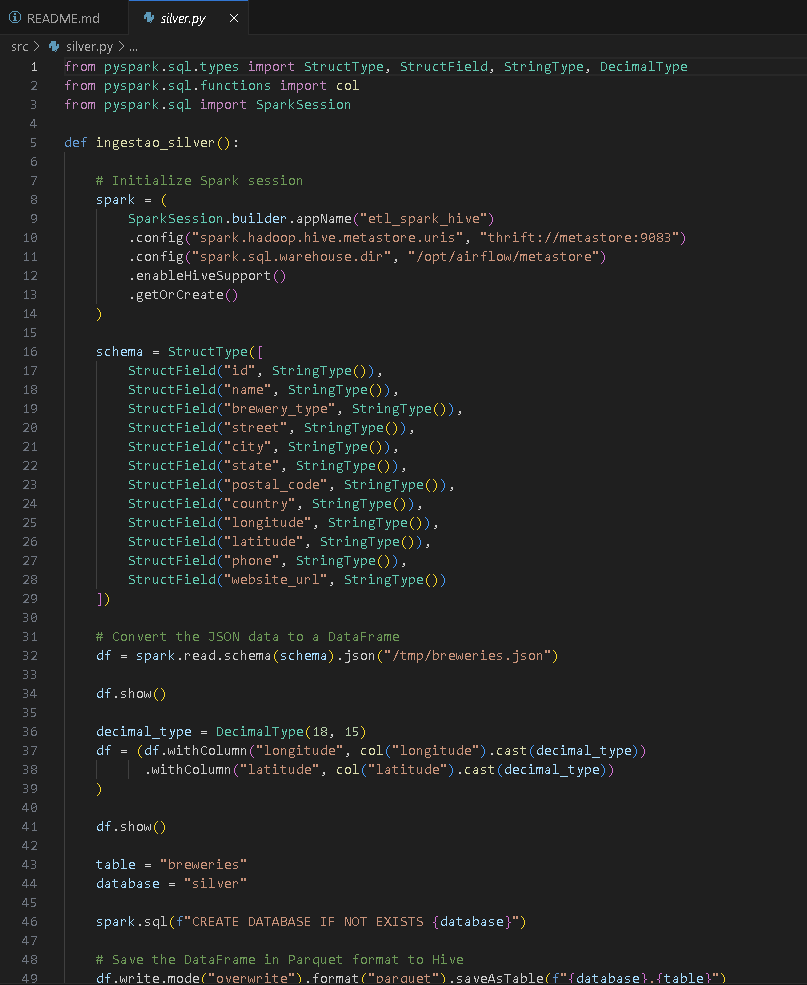 README.md silver.py ×
src > silver.py > ...
1 from pyspark.sql.types import StructType, StructField, StringType, DecimalType
2 from pyspark.sql.functions import col
3 from pyspark.sql import SparkSession
4
5 def ingestao_silver():
6
7     # Initialize Spark session
8     spark = (
9         SparkSession.builder.appName("etl_spark_hive")
10         .config("spark.hadoop.hive.metastore.uris", "thrift://metastore:9083")
11         .config("spark.sql.warehouse.dir", "/opt/airflow/metastore")
12         .enableHiveSupport()
13         .getOrCreate()
14     )
15
16     schema = StructType([
17         StructField("id", StringType()),
18         StructField("name", StringType()),
19         StructField("brewery_type", StringType()),
20         StructField("street", StringType()),
21         StructField("city", StringType()),
22         StructField("state", StringType()),
23         StructField("postal_code", StringType()),
24         StructField("country", StringType()),
25         StructField("longitude", StringType()),
26         StructField("latitude", StringType()),
27         StructField("phone", StringType()),
28         StructField("website_url", StringType())
29     ])
30
31     # Convert the JSON data to a DataFrame
32     df = spark.read.schema(schema).json("/tmp/breweries.json")
33
34     df.show()
35
36     decimal_type = DecimalType(18, 15)
37     df = (df.withColumn("longitude", col("longitude").cast(decimal_type))
38           .withColumn("latitude", col("latitude").cast(decimal_type))
39     )
40
41     df.show()
42
43     table = "breweries"
44     database = "silver"
45
46     spark.sql(f"CREATE DATABASE IF NOT EXISTS {database}")
47
48     # Save the DataFrame in Parquet format to Hive
49     df.write.mode("overwrite").format("parquet").saveAsTable(f"{database}.{table}")